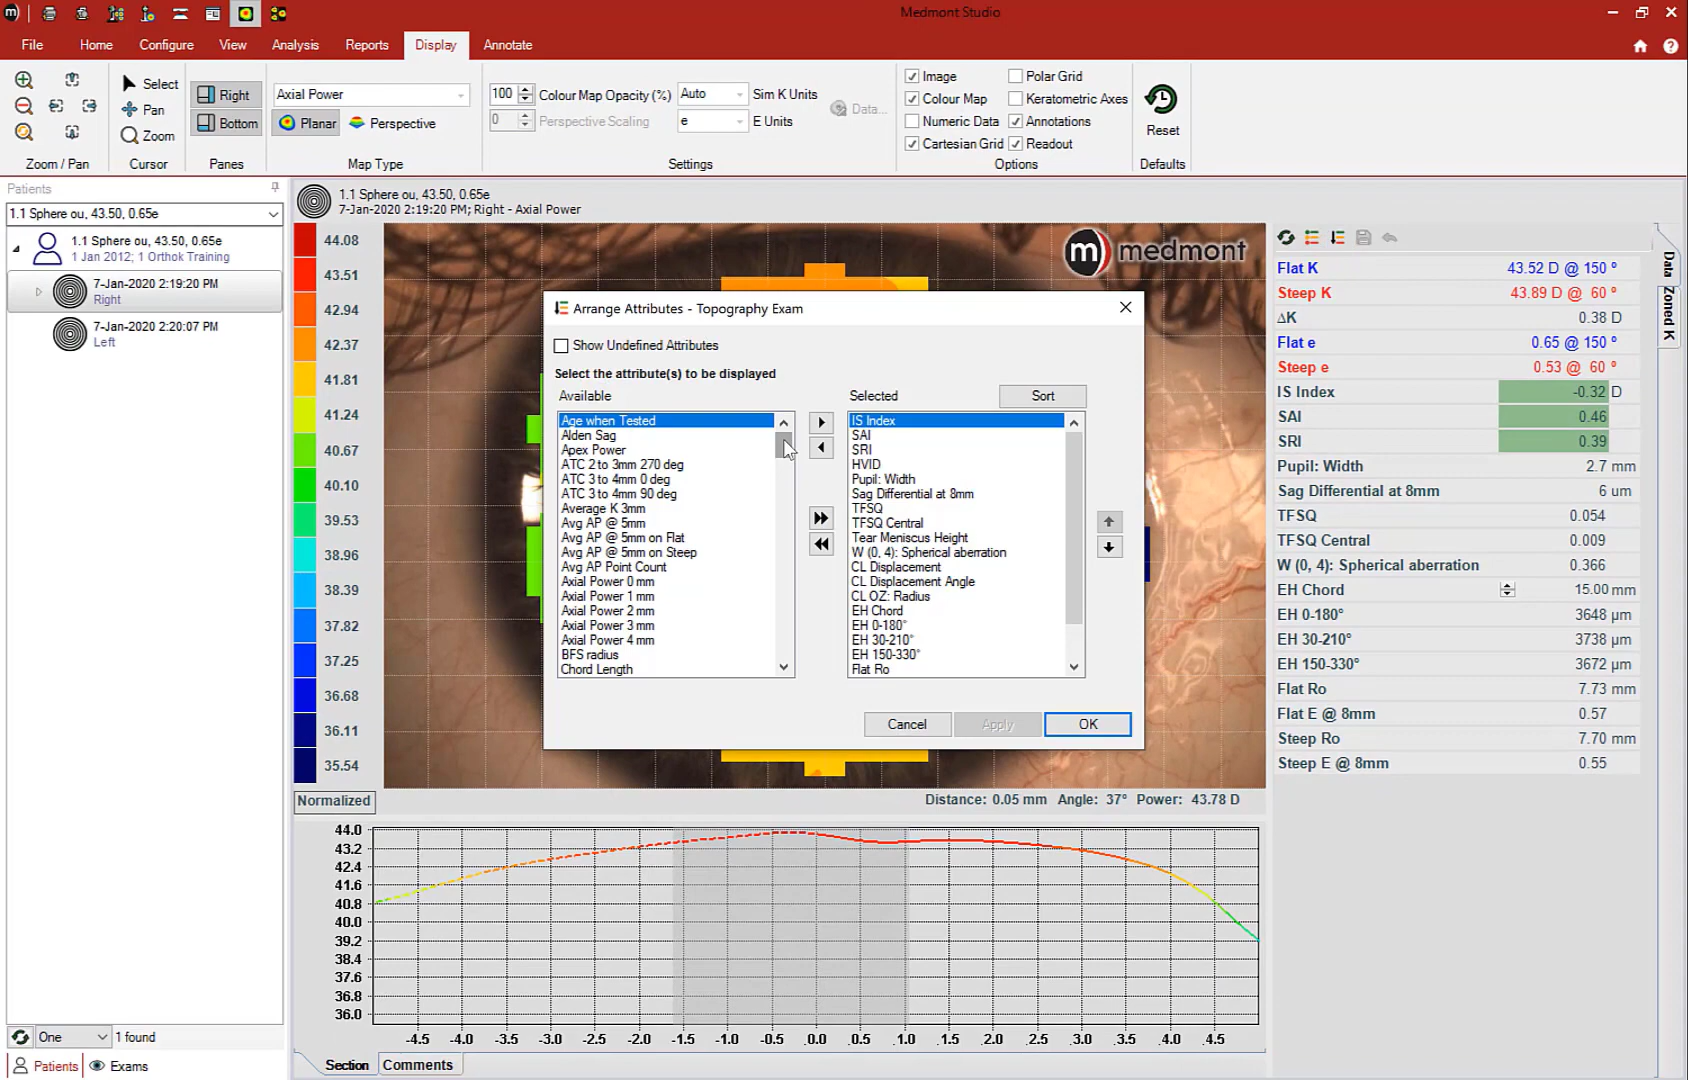 Medmont Studio
File Home Configure View Analysis Reports Display Annotate
Select
Pan
Zoom
Right
Bottom
Axial Power
Planar Perspective
100 Colour Map Opacity (%) Auto Sim K Units
0 Perspective Scaling e E Units
Data...
Image Polar Grid
Colour Map Keratometric Axes
Numeric Data Annotations
Cartesian Grid Readout
Reset
Zoom / Pan Cursor Panes Map Type Settings Options Defaults
Patients
1.1 Sphere ou, 43.50, 0.65e
1.1 Sphere ou, 43.50, 0.65e
1 Jan 2012; 1 Orthok Training
7-Jan-2020 2:19:20 PM
Right
7-Jan-2020 2:20:07 PM
Left
One 1 found
Patients Exams
1.1 Sphere ou, 43.50, 0.65e
7-Jan-2020 2:19:20 PM; Right - Axial Power
m medmont
44.08
43.51
42.94
42.37
41.81
41.24
40.67
40.10
39.53
38.96
38.39
37.82
37.25
36.68
36.11
35.54
Normalized
Distance: 0.05 mm Angle: 37° Power: 43.78 D
Arrange Attributes - Topography Exam
Show Undefined Attributes
Select the attribute(s) to be displayed
Available
Age when Tested
Alden Sag
Apex Power
ATC 2 to 3mm 270 deg
ATC 3 to 4mm 0 deg
ATC 3 to 4mm 90 deg
Average K 3mm
Avg AP @ 5mm
Avg AP @ 5mm on Flat
Avg AP @ 5mm on Steep
Avg AP Point Count
Axial Power 0 mm
Axial Power 1 mm
Axial Power 2 mm
Axial Power 3 mm
Axial Power 4 mm
BFS radius
Chord Length
Selected
Sort
IS Index
SAI
SRI
HVID
Pupil: Width
Sag Differential at 8mm
TFSQ
TFSQ Central
Tear Meniscus Height
W (0, 4): Spherical aberration
CL Displacement
CL Displacement Angle
CL OZ: Radius
EH Chord
EH 0-180°
EH 30-210°
EH 150-330°
Flat Ro
Cancel Apply OK
Flat K 43.52 D @ 150 °
Steep K 43.89 D @ 60 °
ΔK 0.38 D
Flat e 0.65 @ 150 °
Steep e 0.53 @ 60 °
IS Index -0.32 D
SAI 0.46
SRI 0.39
Pupil: Width 2.7 mm
Sag Differential at 8mm 6 um
TFSQ 0.054
TFSQ Central 0.009
W (0, 4): Spherical aberration 0.366
EH Chord 15.00 mm
EH 0-180° 3648 µm
EH 30-210° 3738 µm
EH 150-330° 3672 µm
Flat Ro 7.73 mm
Flat E @ 8mm 0.57
Steep Ro 7.70 mm
Steep E @ 8mm 0.55
Data
Zoned K
44.0
43.2
42.4
41.6
40.8
40.0
39.2
38.4
37.6
36.8
36.0
-4.5 -4.0 -3.5 -3.0 -2.5 -2.0 -1.5 -1.0 -0.5 0.0 .5 1.0 .5 2.0 .5 3.0 .5 4.0 .5
Section Comments